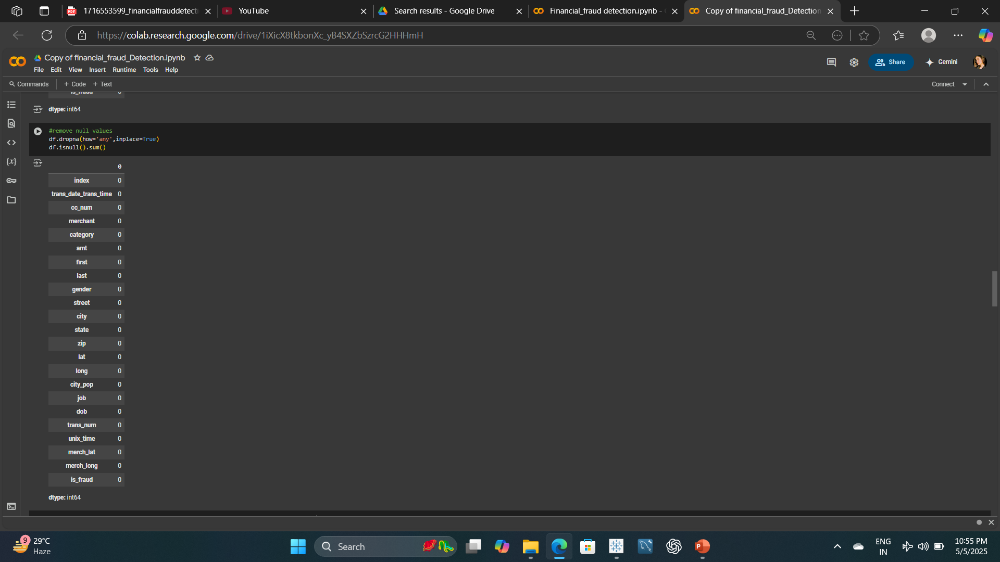 1716553599_financialfrauddetecti
YouTube
Search results - Google Drive
Financial_fraud detection.ipynb -
Copy of financial_fraud_Detection
https://colab.research.google.com/drive/1iXicX8tkbonXc_yB4SXZbSzrcG2HHHmH
Copy of financial_fraud_Detection.ipynb
File Edit View Insert Runtime Tools Help
Share
Gemini
Commands + Code + Text
Connect
is_fraud 0
dtype: int64
#remove null values
df.dropna(how='any',inplace=True)
df.isnull().sum()
0
index 0
trans_date_trans_time 0
cc_num 0
merchant 0
category 0
amt 0
first 0
last 0
gender 0
street 0
city 0
state 0
zip 0
lat 0
long 0
city_pop 0
job 0
dob 0
trans_num 0
unix_time 0
merch_lat 0
merch_long 0
is_fraud 0
dtype: int64
9
29°C
Haze
Search
ENG
IN
10:55 PM
5/5/2025